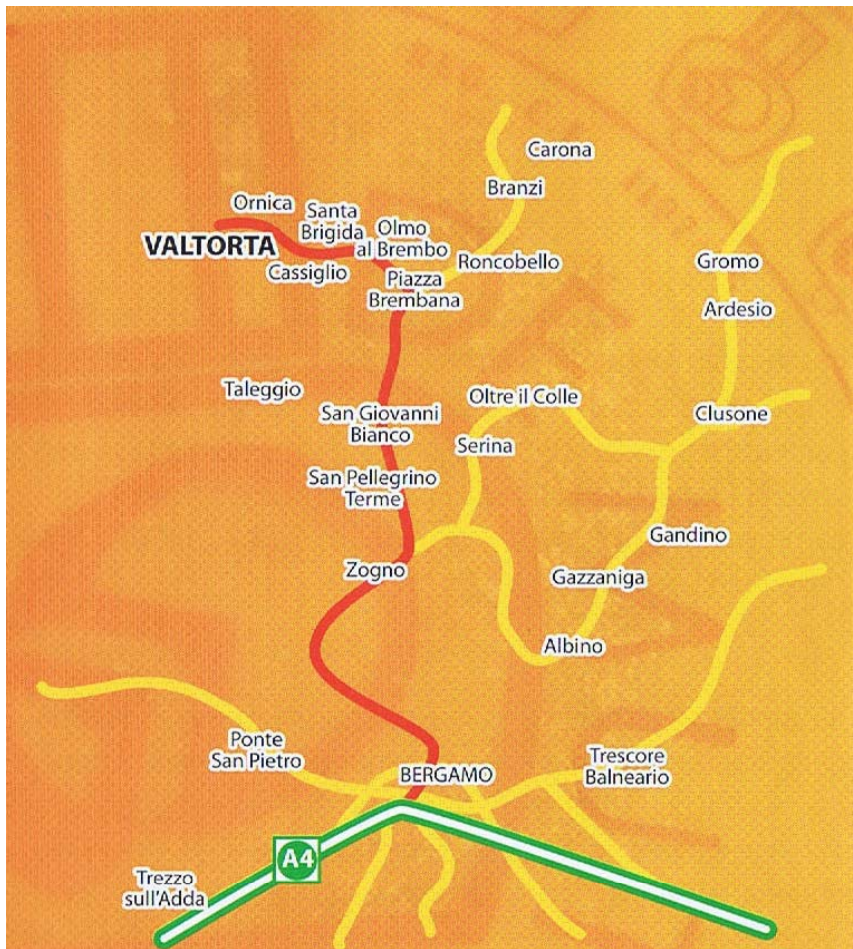 Carona
Branzi
Ornica
Santa
Brigida
Olmo
al Brembo
VALTORTA
Cassiglio
Piazza
Brembana
Roncobello
Gromo
Ardesio
Taleggio
Oltre il Colle
San Giovanni
Bianco
Clusone
Serina
San Pellegrino
Terme
Gandino
Zogno
Gazzaniga
Albino
Ponte
San Pietro
Trescore
Balneario
BERGAMO
A4
Trezzo
sull'Adda